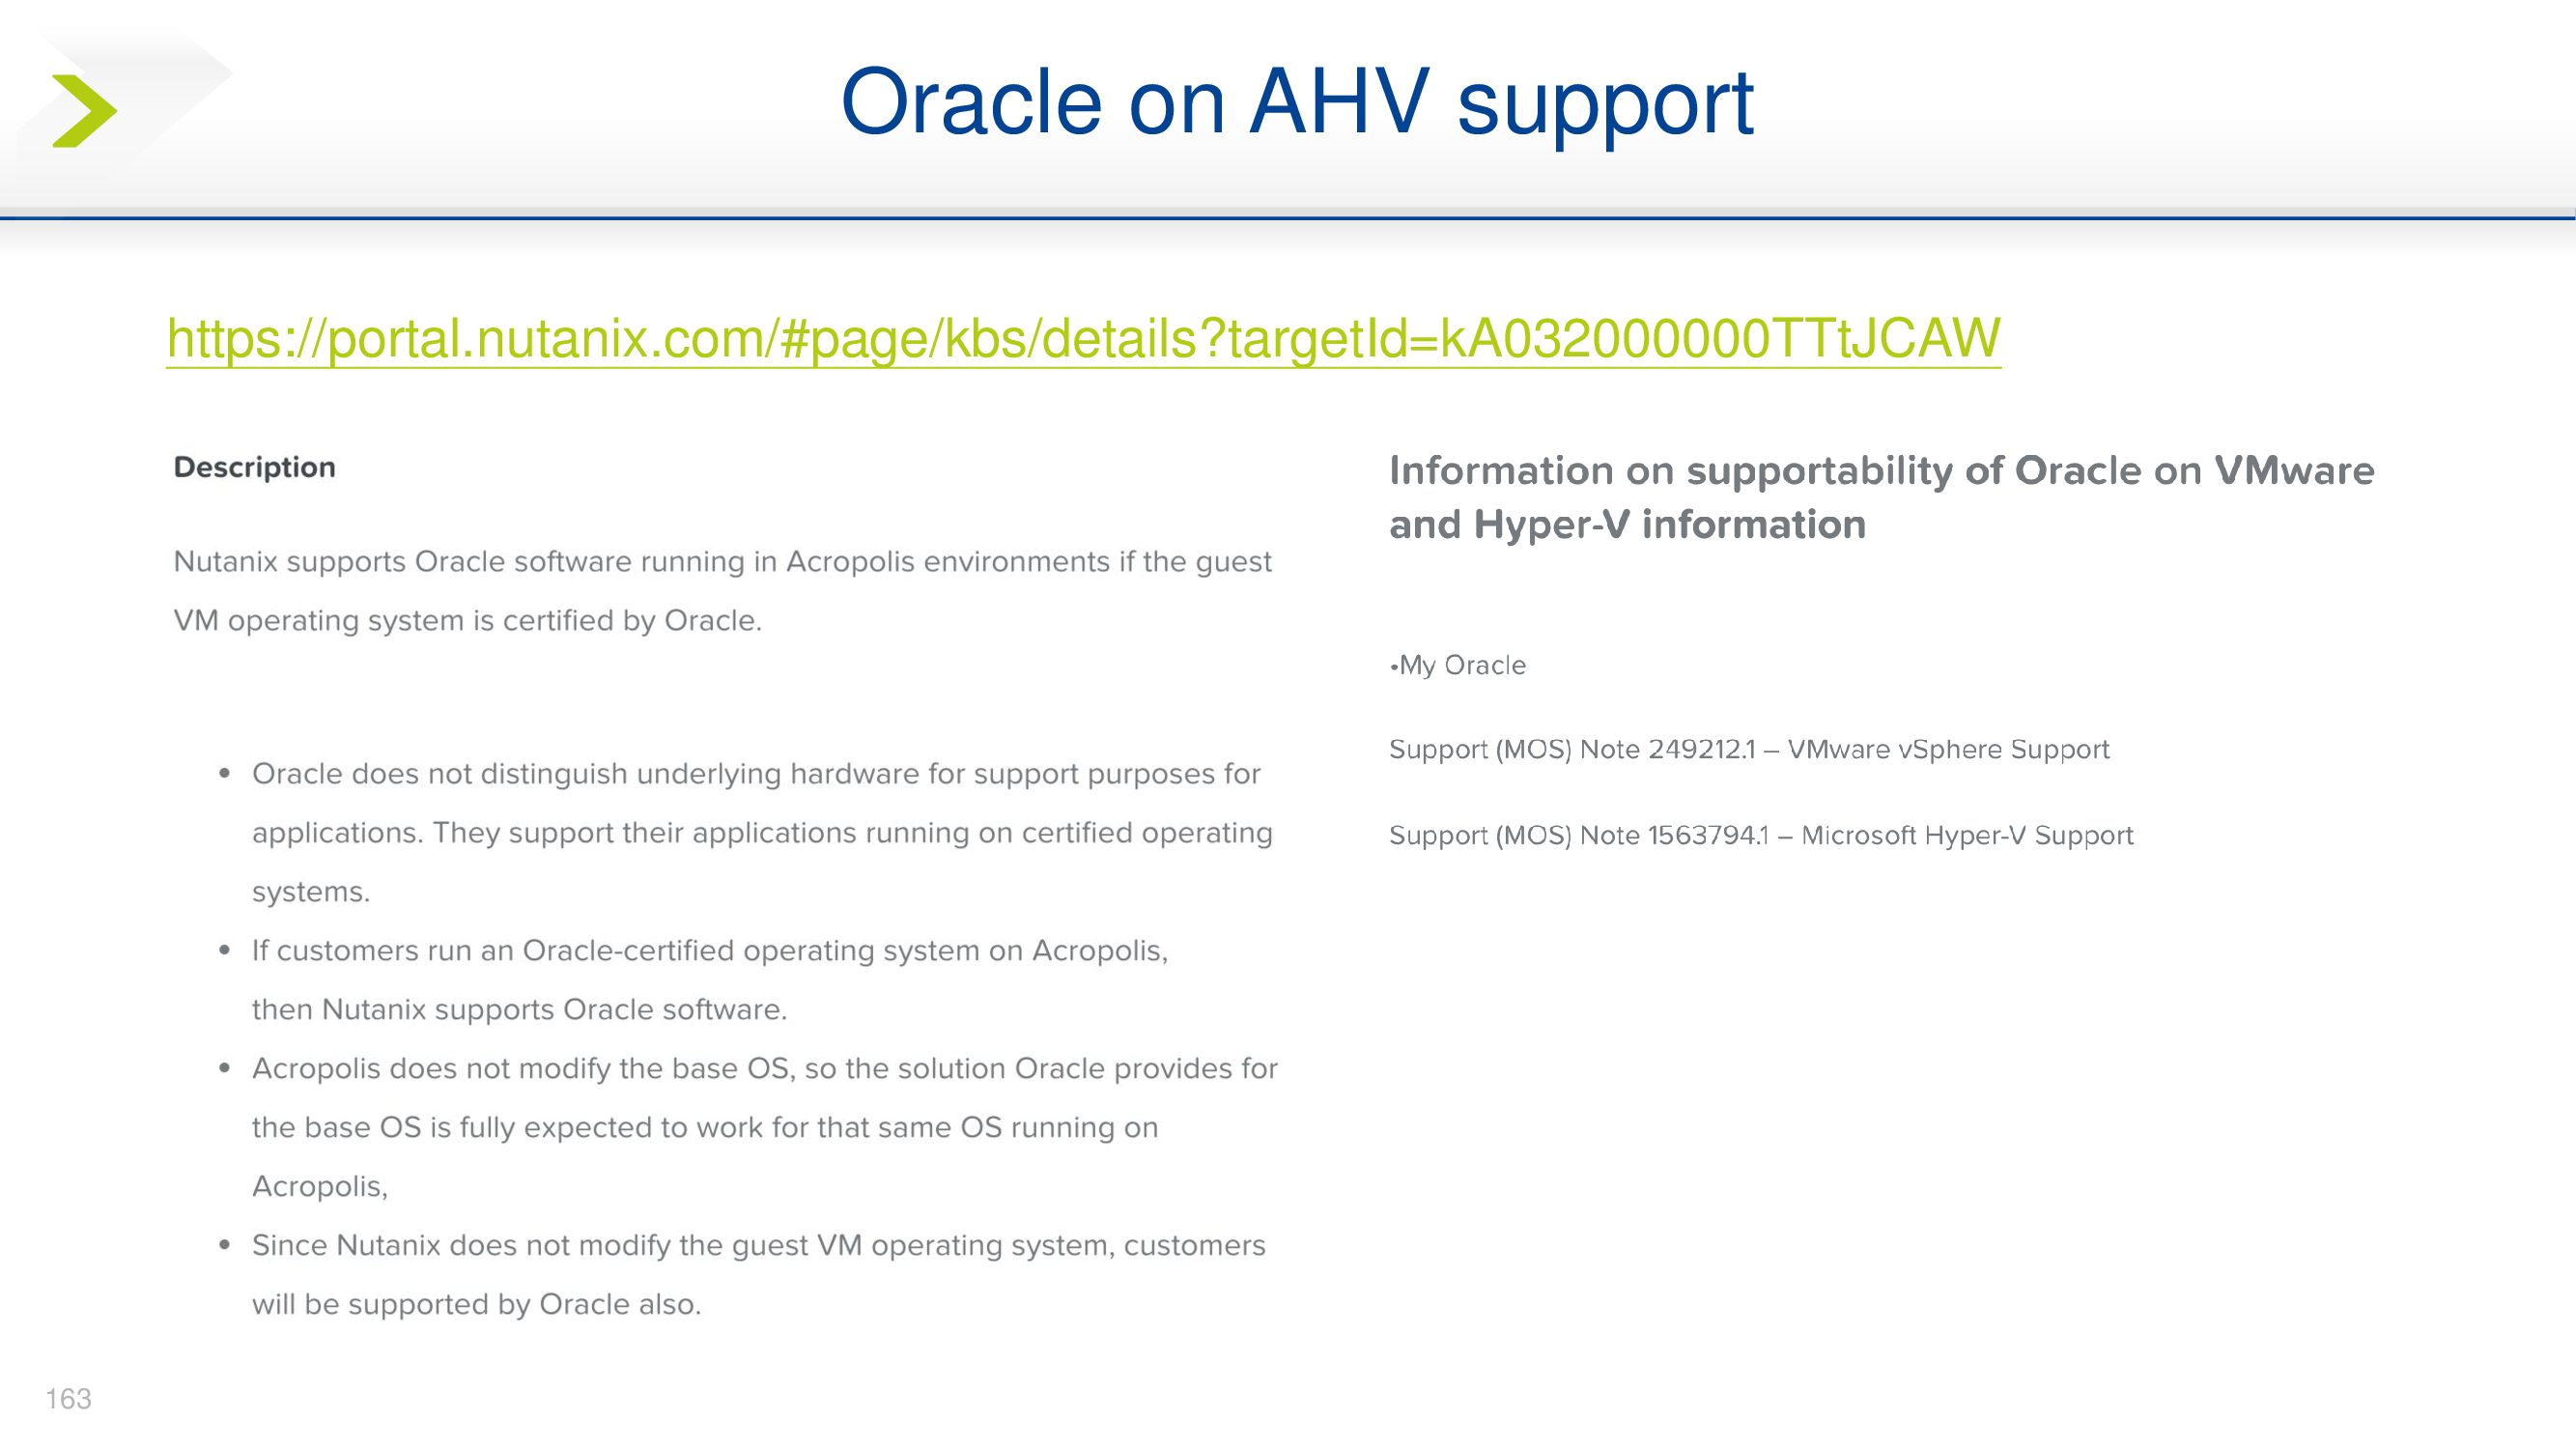 Oracle on AHV support
https://portal.nutanix.com/#page/kbs/details?targetId=kA032000000TTtJCAW
Description
Nutanix supports Oracle software running in Acropolis environments if the guest
VM operating system is certified by Oracle.
• Oracle does not distinguish underlying hardware for support purposes for
applications. They support their applications running on certified operating
systems.
• If customers run an Oracle-certified operating system on Acropolis,
then Nutanix supports Oracle software.
• Acropolis does not modify the base OS, so the solution Oracle provides for
the base OS is fully expected to work for that same OS running on
Acropolis,
• Since Nutanix does not modify the guest VM operating system, customers
will be supported by Oracle also.
Information on supportability of Oracle on VMware
and Hyper-V information
•My Oracle
Support (MOS) Note 249212.1 – VMware vSphere Support
Support (MOS) Note 1563794.1 – Microsoft Hyper-V Support
163